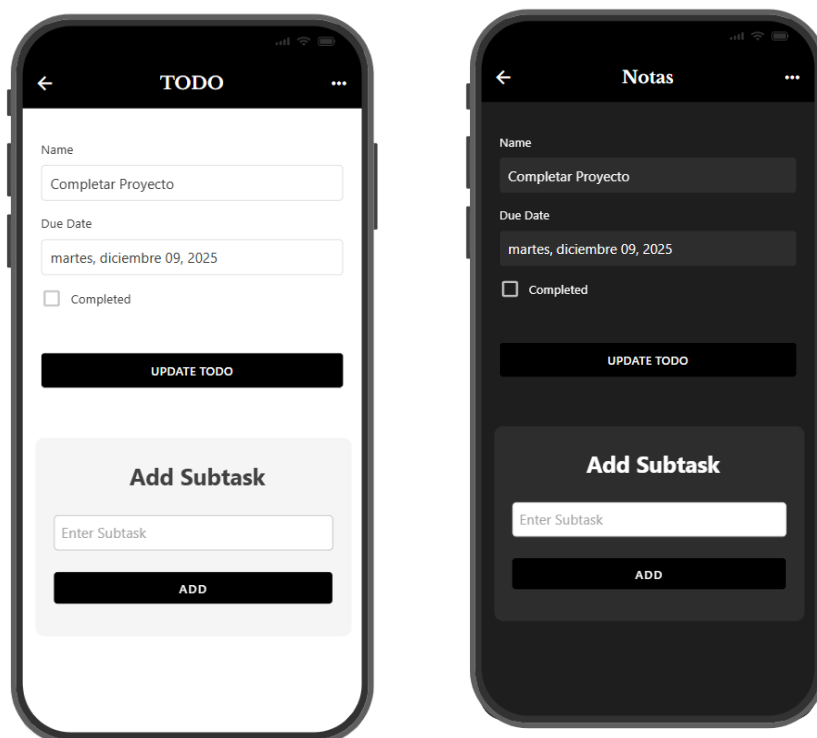 TODO
Name
Completar Proyecto
Due Date
martes, diciembre 09, 2025
Completed
UPDATE TODO
Add Subtask
Enter Subtask
ADD
Notas
Name
Completar Proyecto
Due Date
martes, diciembre 09, 2025
Completed
UPDATE TODO
Add Subtask
Enter Subtask
ADD